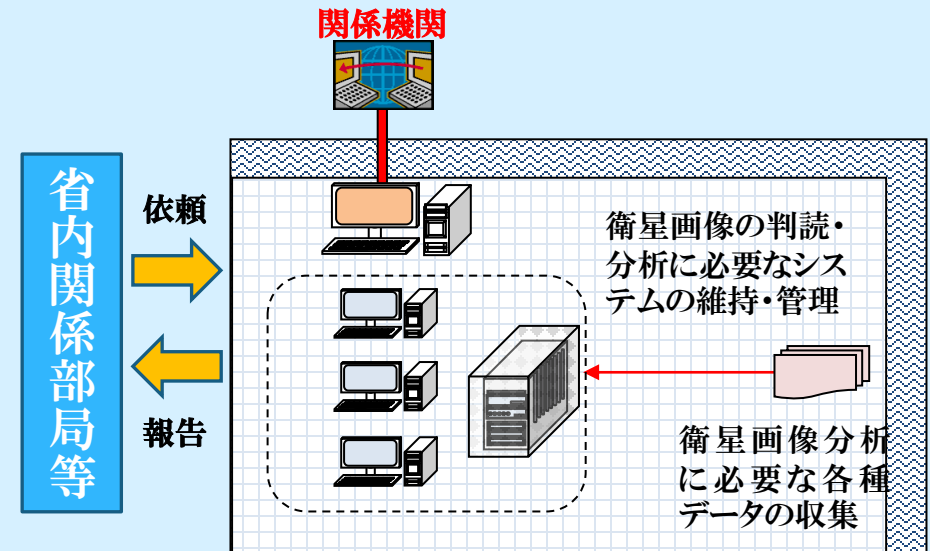 関係機関
省内関係部局等
依頼
報告
衛星画像の判読・
分析に必要なシス
テムの維持・管理
衛星画像分析
に必要な各種
データの収集